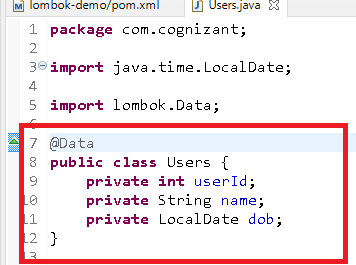 lombok-demo/pom.xml
Users.java
1 package com.cognizant;
2
3 import java.time.LocalDate;
4
5 import lombok.Data;
6
7 @Data
8 public class Users {
9     private int userId;
10     private String name;
11     private LocalDate dob;
12 }
13